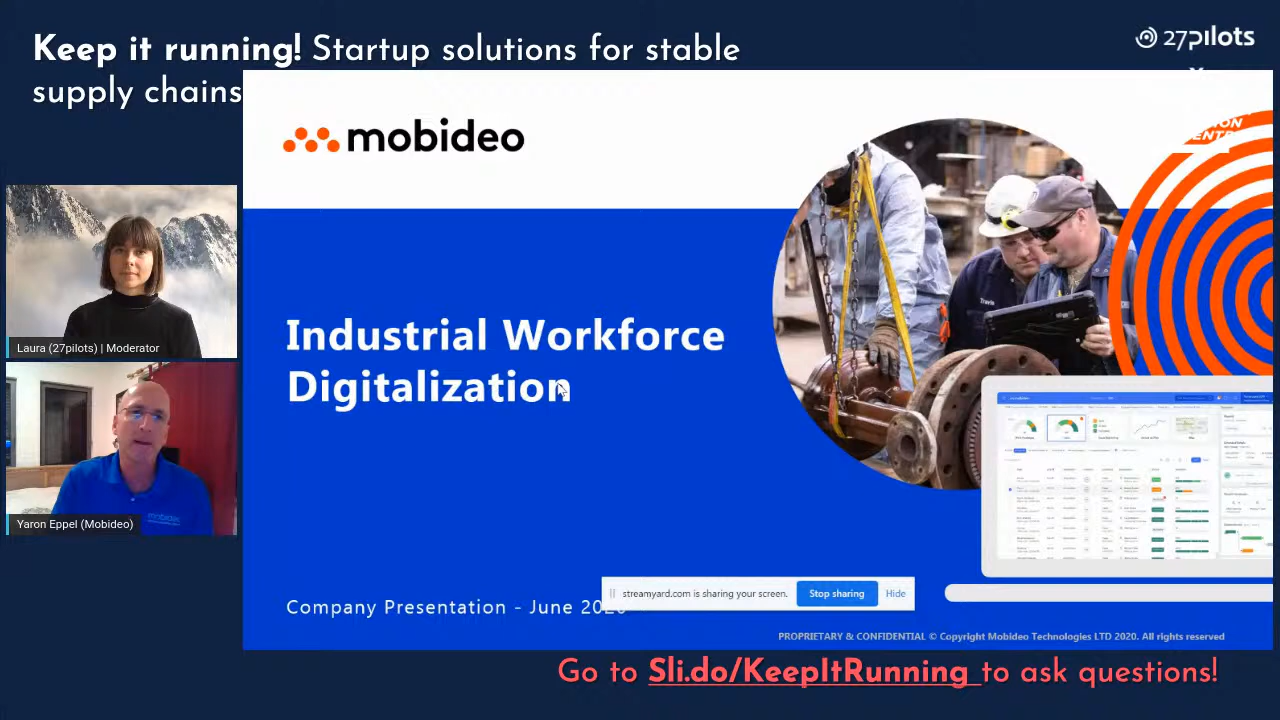 Keep it running! Startup solutions for stable
supply chains
27pilots
mobideo
Industrial Workforce
Digitalization
Laura (27pilots) | Moderator
Yaron Eppel (Mobideo)
Travis
mobideo
streamyard.com is sharing your screen.
Stop sharing
Hide
Company Presentation - June
PROPRIETARY & CONFIDENTIAL © Copyright Mobideo Technologies LTD 2020. All rights reserved
Go to Sli.do/KeepItRunning to ask questions!